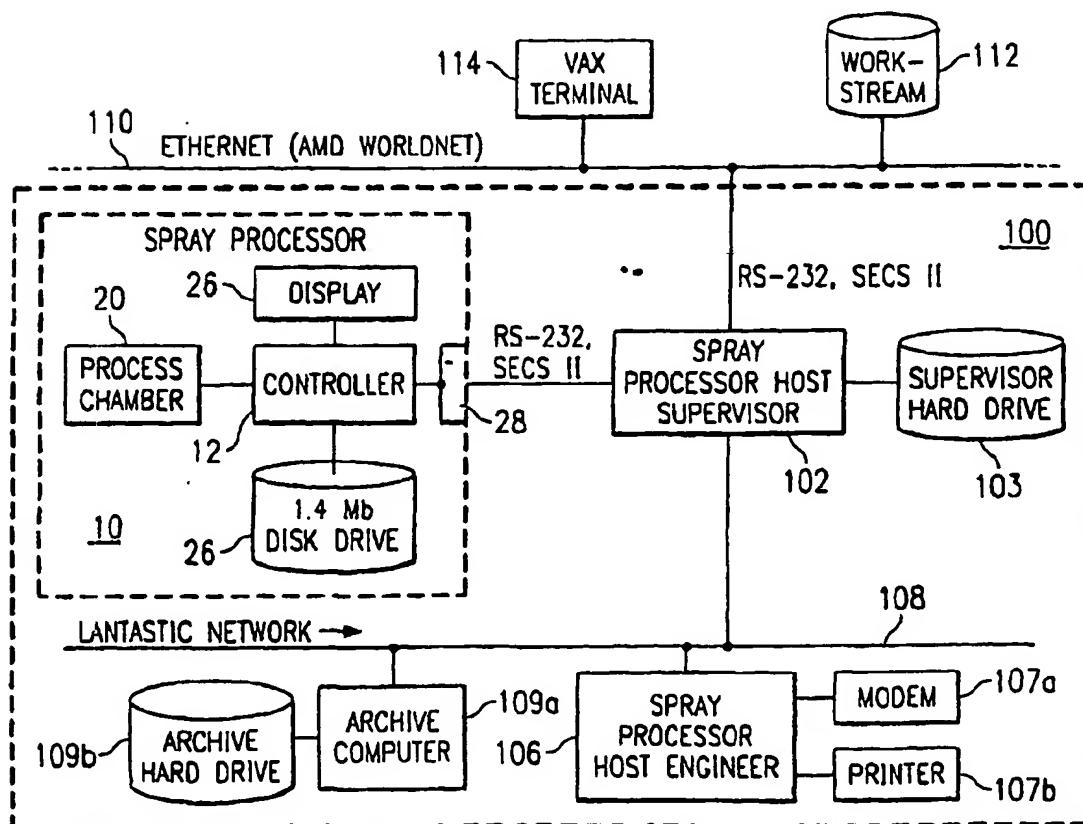 114
VAX
TERMINAL
WORK-
STREAM
112
110
ETHERNET (AMD WORLDNET)
SPRAY PROCESSOR
100
26
DISPLAY
RS-232, SECS II
20
PROCESS
CHAMBER
CONTROLLER
12
28
RS-232,
SECS II
SPRAY
PROCESSOR HOST
SUPERVISOR
102
SUPERVISOR
HARD DRIVE
103
10
1.4 Mb
DISK DRIVE
26
LANTASTIC NETWORK →
108
109b
ARCHIVE
HARD DRIVE
ARCHIVE
COMPUTER
109a
106
SPRAY
PROCESSOR
HOST ENGINEER
MODEM
107a
PRINTER
107b